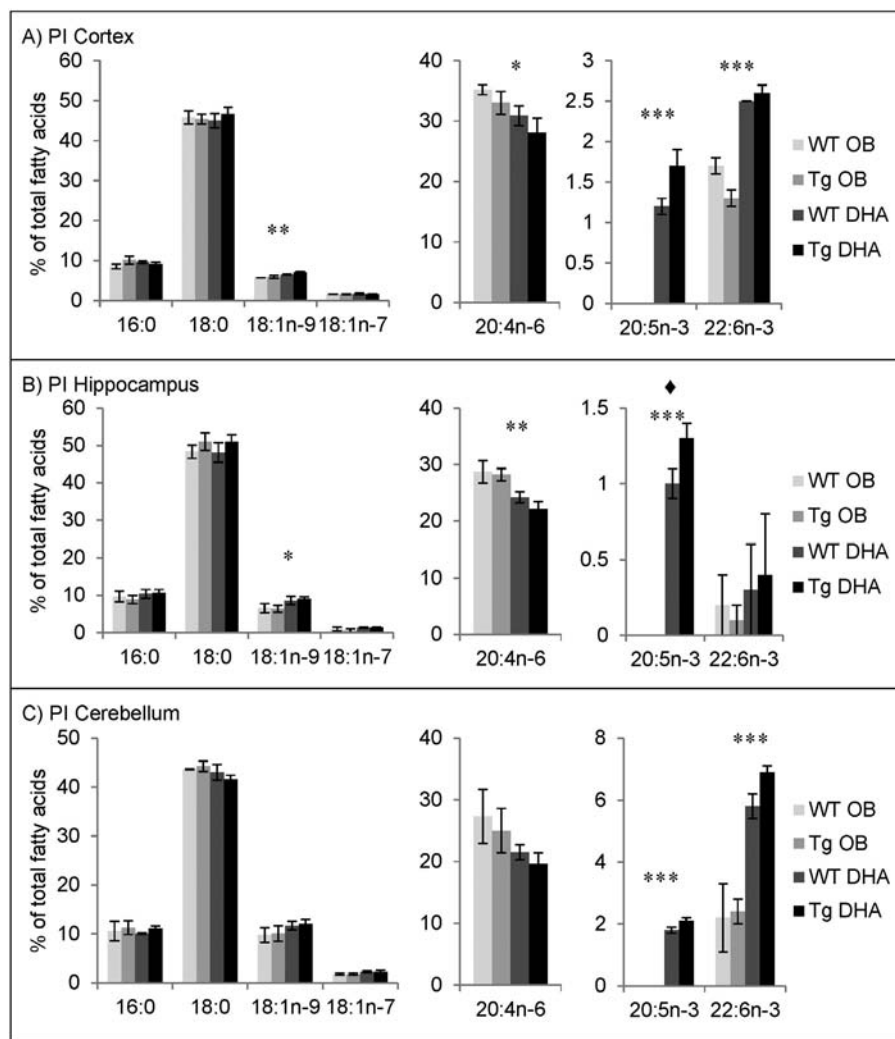 A) PI Cortex
% of total fatty acids
60
50
40
30
20
10
0
16:0 18:0 18:1n-9 18:1n-7
**
40
30
20
10
0
*
20:4n-6
3
2.5
2
1.5
1
0.5
0
***
***
20:5n-3 22:6n-3
WT OB
Tg OB
WT DHA
Tg DHA
B) PI Hippocampus
% of total fatty acids
60
50
40
30
20
10
0
*
16:0 18:0 18:1n-9 18:1n-7
40
30
20
10
0
**
20:4n-6
1.5
1
0.5
0
♦
***
20:5n-3 22:6n-3
WT OB
Tg OB
WT DHA
Tg DHA
C) PI Cerebellum
% of total fatty acids
50
40
30
20
10
0
16:0 18:0 18:1n-9 18:1n-7
40
30
20
10
0
20:4n-6
8
6
4
2
0
***
***
20:5n-3 22:6n-3
WT OB
Tg OB
WT DHA
Tg DHA